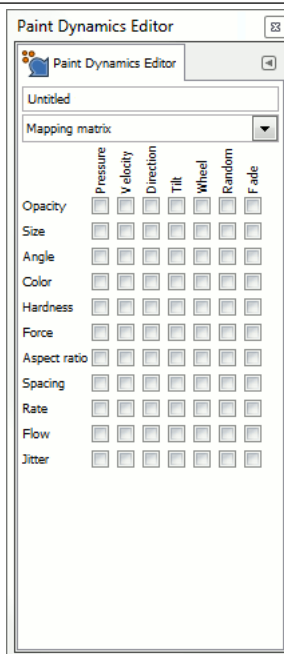 Paint Dynamics Editor
Paint Dynamics Editor
Untitled
Mapping matrix
Pressure Velocity Direction Tilt Wheel Random Fade
Opacity
Size
Angle
Color
Hardness
Force
Aspect ratio
Spacing
Rate
Flow
Jitter